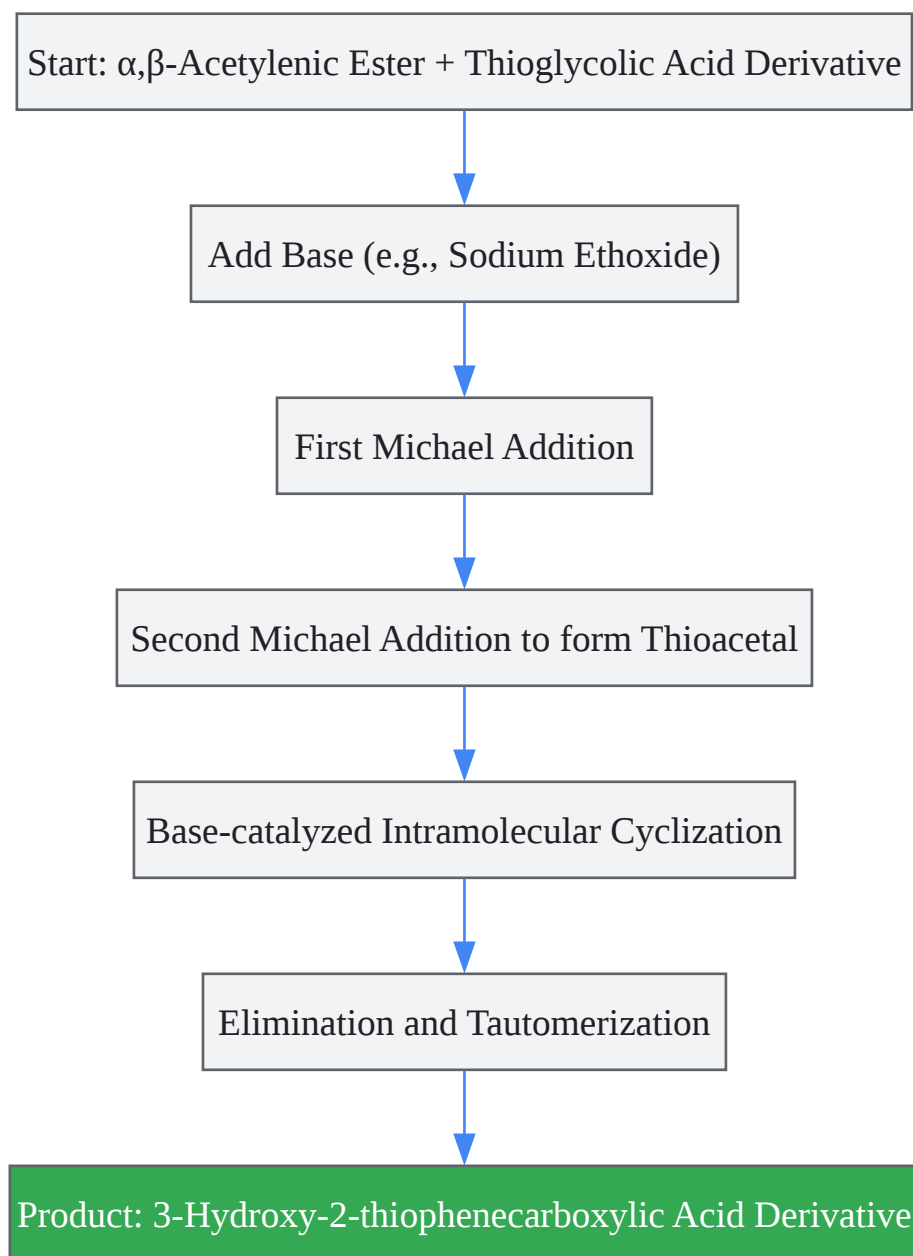 Start: α,β-Acetylenic Ester + Thioglycolic Acid Derivative
Add Base (e.g., Sodium Ethoxide)
First Michael Addition
Second Michael Addition to form Thioacetal
Base-catalyzed Intramolecular Cyclization
Elimination and Tautomerization
Product: 3-Hydroxy-2-thiophenecarboxylic Acid Derivative